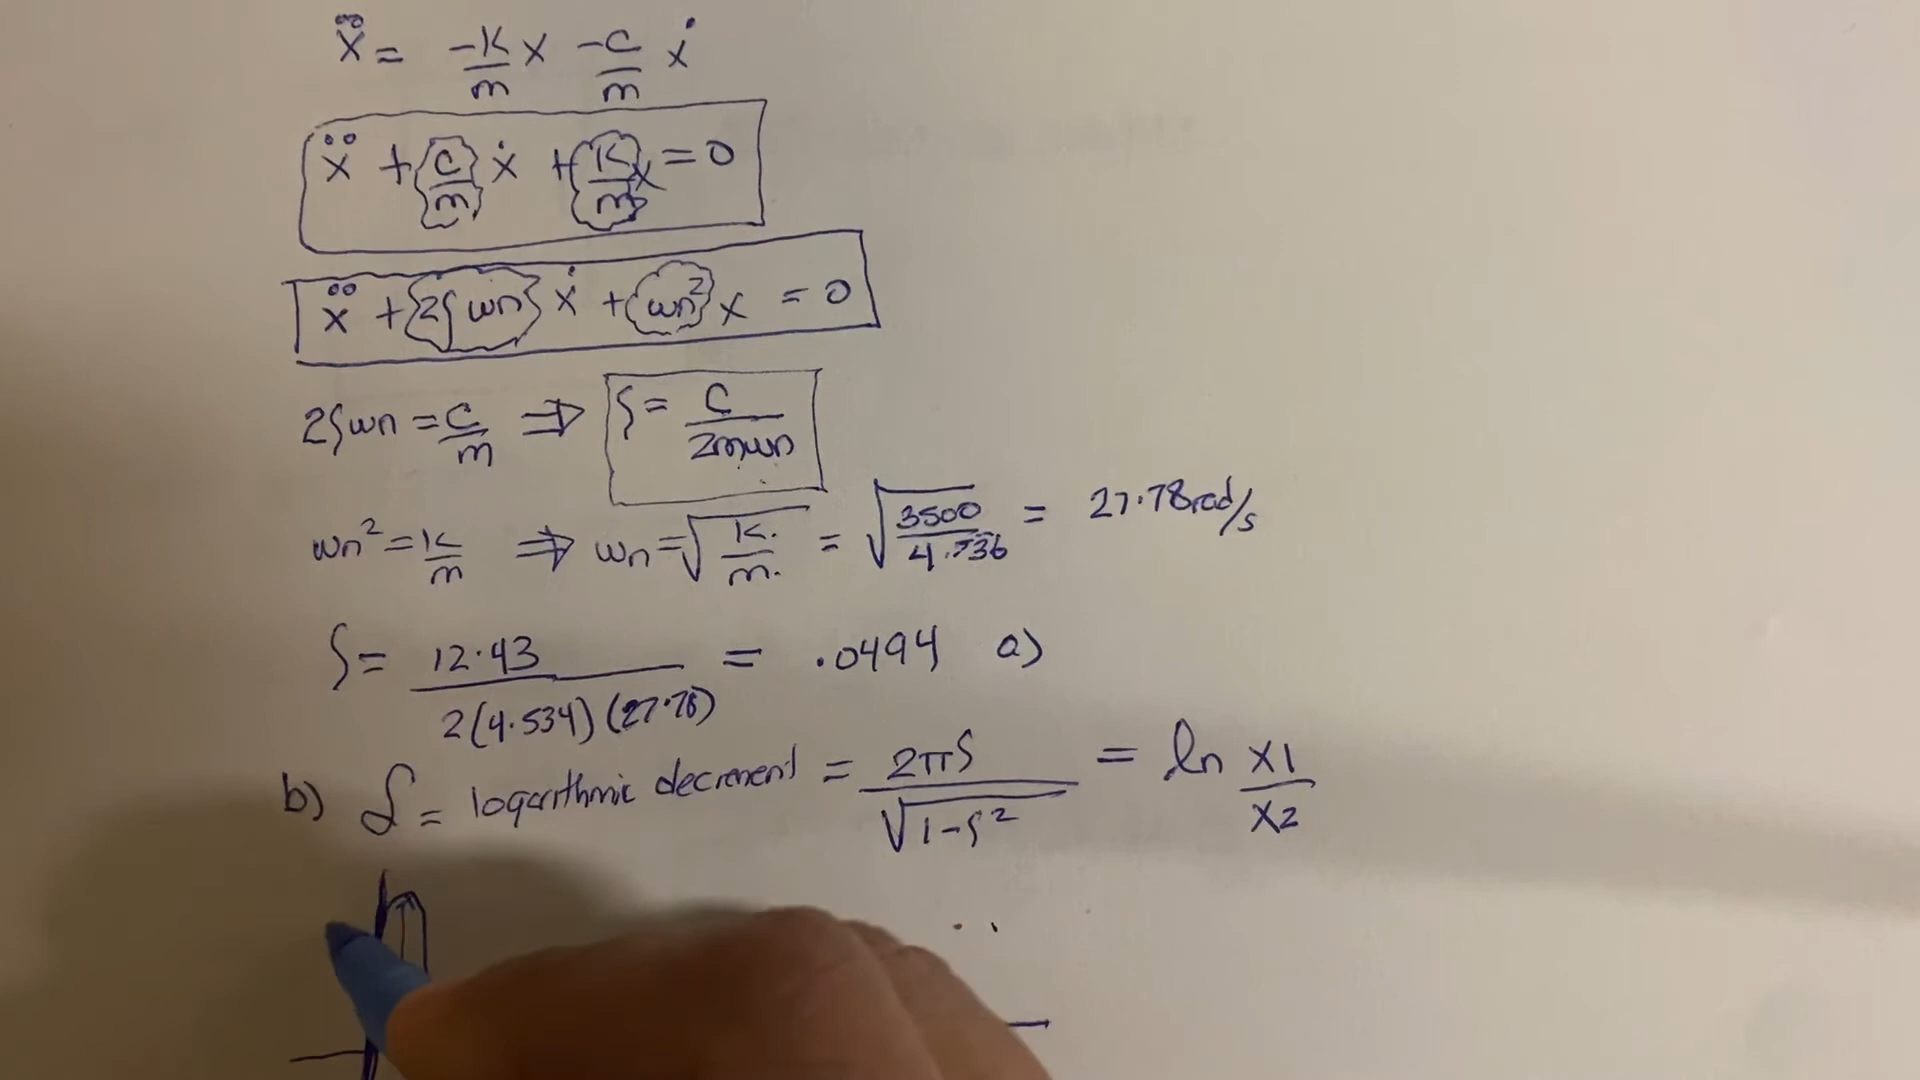 ẍ = -K/m x -C/m ẋ
ẍ + C/m ẋ + K/m x = 0
ẍ + 2ζωn ẋ + ωn² x = 0
2ζωn = C/m ⇒ ζ = C/2mωn
ωn² = K/m ⇒ ωn = √(K/m) = √(3500/4.536) = 27.78 rad/s
ζ = 12.43/2(4.534)(27.78) = .0494 a)
b) δ = logarithmic decrement = 2πζ/√(1-ζ²) = ln x1/x2